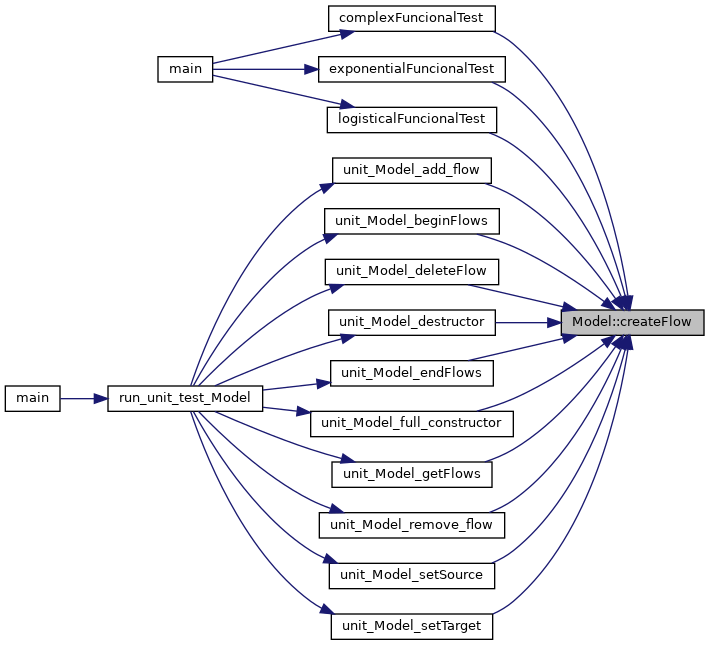 complexFuncionalTest
main
exponentialFuncionalTest
logisticalFuncionalTest
unit_Model_add_flow
unit_Model_beginFlows
unit_Model_deleteFlow
Model::createFlow
unit_Model_destructor
unit_Model_endFlows
main
run_unit_test_Model
unit_Model_full_constructor
unit_Model_getFlows
unit_Model_remove_flow
unit_Model_setSource
unit_Model_setTarget